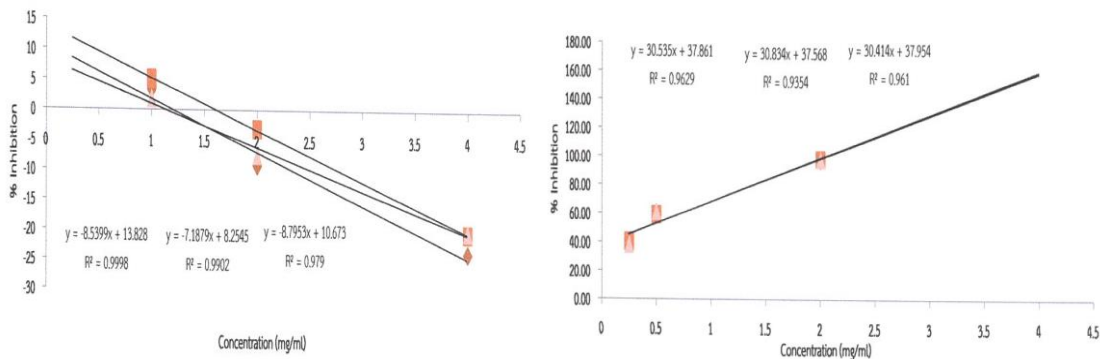 15
10
5
0
-5
-10
-15
-20
-25
-30
% Inhibition
0.5 1 1.5 2 2.5 3 3.5 4 4.5
y = -8.5399x + 13.828 y = -7.1879x + 8.2545 y = -8.7953x + 10.673
R² = 0.9998 R² = 0.9902 R² = 0.979
Concentration (mg/ml)
180.00
160.00
140.00
120.00
100.00
80.00
60.00
40.00
20.00
0.00
% Inhibition
y = 30.535x + 37.861 y = 30.834x + 37.568 y = 30.414x + 37.954
R² = 0.9629 R² = 0.9354 R² = 0.961
0 0.5 1 1.5 2 2.5 3 3.5 4 4.5
Concentration (mg/ml)